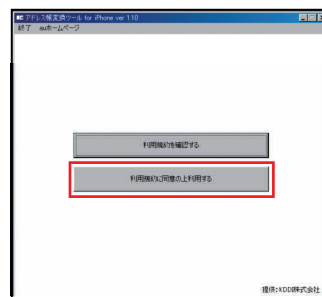 アドレス帳変換ツール for iPhone ver 1.10
終了 auホームページ
利用規約を確認する
利用規約に同意の上利用する
提供:KDDI株式会社